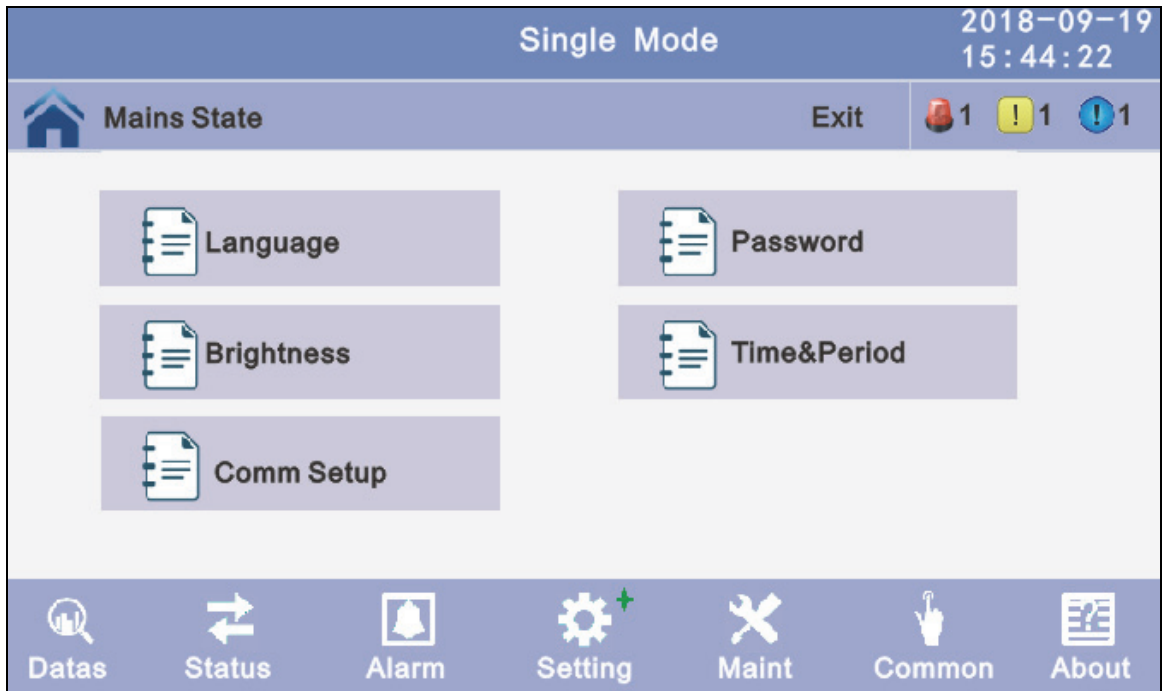 Single Mode
2018-09-19
15:44:22
Mains State
Exit
1
! 1
! 1
Language
Password
Brightness
Time&Period
Comm Setup
Datas
Status
Alarm
Setting
Maint
Common
About